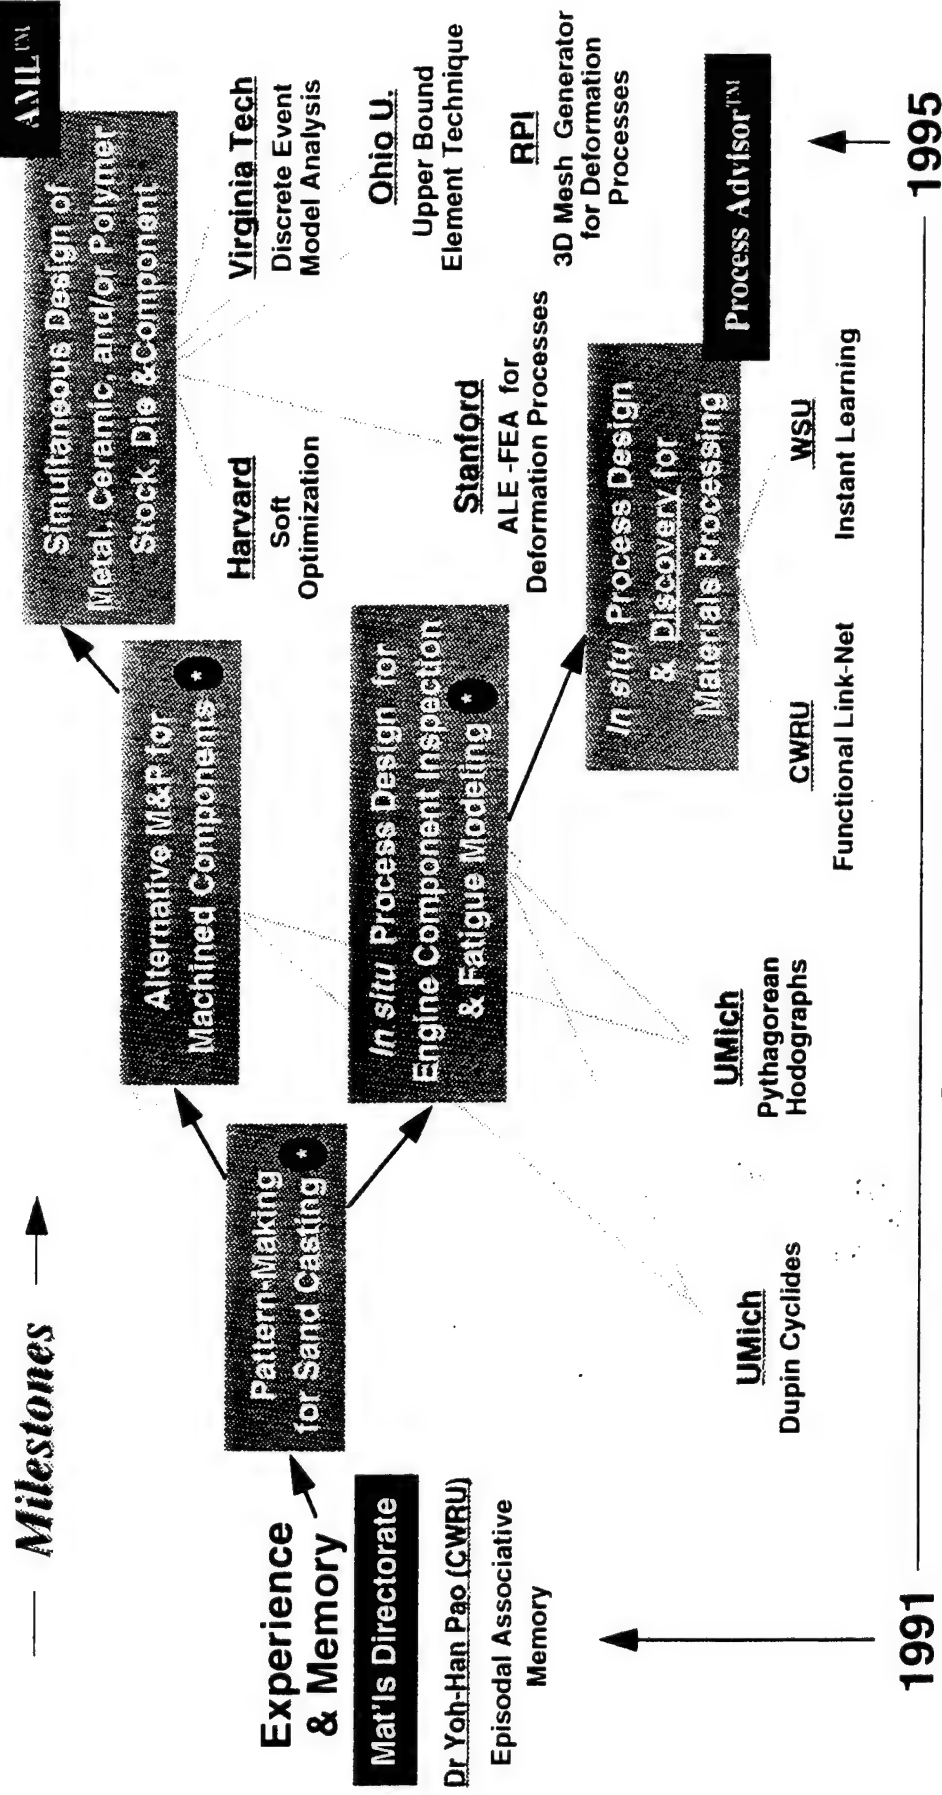 Milestones
AML™
Simultaneous Design of
Metal, Ceramic, and/or Polymer
Stock, Die &Component
Alternative M&P for
Machined Components *
Pattern-Making
for Sand Casting *
Experience
& Memory
Mat'ls Directorate
Dr Yoh-Han Pao (CWRU)
Episodal Associative
Memory
In situ Process Design for
Engine Component Inspection
& Fatigue Modeling *
Harvard
Soft
Optimization
Virginia Tech
Discrete Event
Model Analysis
Ohio U.
Upper Bound
Element Technique
Stanford
ALE -FEA for
Deformation Processes
RPI
3D Mesh Generator
for Deformation
Processes
In situ Process Design
& Discovery for
Materials Processing
Process Advisor™
UMich
Dupin Cyclides
UMich
Pythagorean
Hodographs
CWRU
Functional Link-Net
WSU
Instant Learning
1991
1995